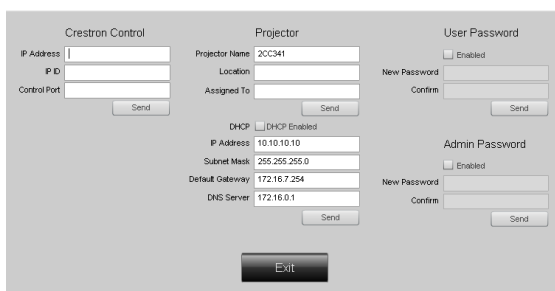 Crestron Control
IP Address
IP ID
Control Port
Send
Projector
Projector Name 2CC341
Location
Assigned To
Send
DHCP DHCP Enabled
IP Address 10.10.10.10
Subnet Mask 255.255.255.0
Default Gateway 172.16.7.254
DNS Server 172.16.0.1
Send
User Password
Enabled
New Password
Confirm
Send
Admin Password
Enabled
New Password
Confirm
Send
Exit